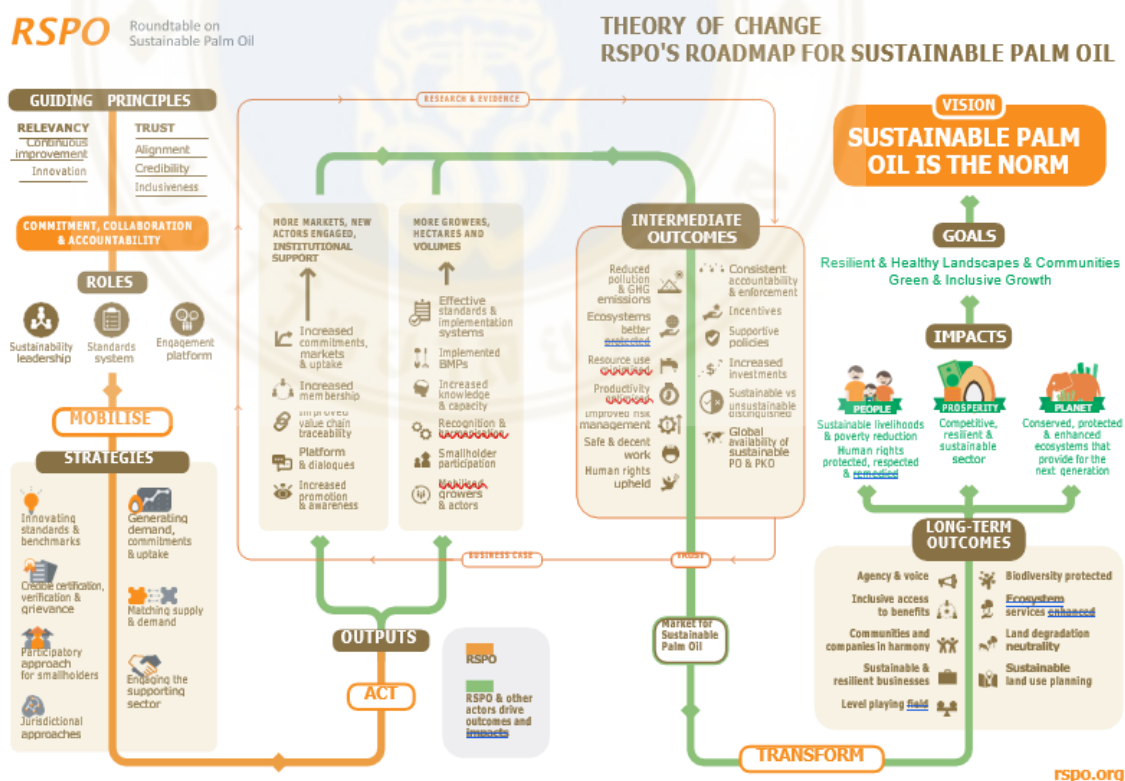 RSPO
Roundtable on
Sustainable Palm Oil
THEORY OF CHANGE
RSPO'S ROADMAP FOR SUSTAINABLE PALM OIL
GUIDING PRINCIPLES
RELEVANCY
Continuous
improvement
Innovation
TRUST
Alignment
Credibility
Inclusiveness
COMMITMENT, COLLABORATION
& ACCOUNTABILITY
ROLES
Sustainability
leadership
Standards
system
Engagement
platform
MOBILISE
STRATEGIES
Innovating
standards &
benchmarks
Credible certification,
verification &
grievance
Participatory
approach
for smallholders
Jurisdictional
approaches
Generating
demand,
commitments
& uptake
Matching supply
& demand
Engaging the
supporting
sector
RESEARCH & EVIDENCE
MORE MARKETS, NEW
ACTORS ENGAGED,
INSTITUTIONAL
SUPPORT
Increased
commitments,
markets
& uptake
Increased
membership
Improved
value chain
traceability
Platform
& dialogues
Increased
promotion
& awareness
MORE GROWERS,
HECTARES AND
VOLUMES
Effective
standards &
implementation
systems
Implemented
BMPs
Increased
knowledge
& capacity
Recognition &
harmonisation
Smallholder
participation
Mobilised
growers
& actors
BUSINESS CASE
TRUST
OUTPUTS
ACT
RSPO
RSPO & other
actors drive
outcomes and
impacts
INTERMEDIATE
OUTCOMES
Reduced
pollution
& GHG
emissions
Ecosystems
better
protected
Resource use
minimised
Productivity
optimised
Improved risk
management
Safe & decent
work
Human rights
upheld
Consistent
accountability
& enforcement
Incentives
Supportive
policies
Increased
investments
Sustainable vs
unsustainable
distinguished
Global
availability of
sustainable
PO & PKO
Market for
Sustainable
Palm Oil
TRANSFORM
VISION
SUSTAINABLE PALM
OIL IS THE NORM
GOALS
Resilient & Healthy Landscapes & Communities
Green & Inclusive Growth
IMPACTS
PEOPLE
Sustainable livelihoods
& poverty reduction
Human rights
protected, respected
& remedied
PROSPERITY
Competitive,
resilient &
sustainable
sector
PLANET
Conserved, protected
& enhanced
ecosystems that
provide for the
next generation
LONG-TERM
OUTCOMES
Agency & voice
Inclusive access
to benefits
Communities and
companies in harmony
Sustainable &
resilient businesses
Level playing field
Biodiversity protected
Ecosystem
services enhanced
Land degradation
neutrality
Sustainable
land use planning
rspo.org